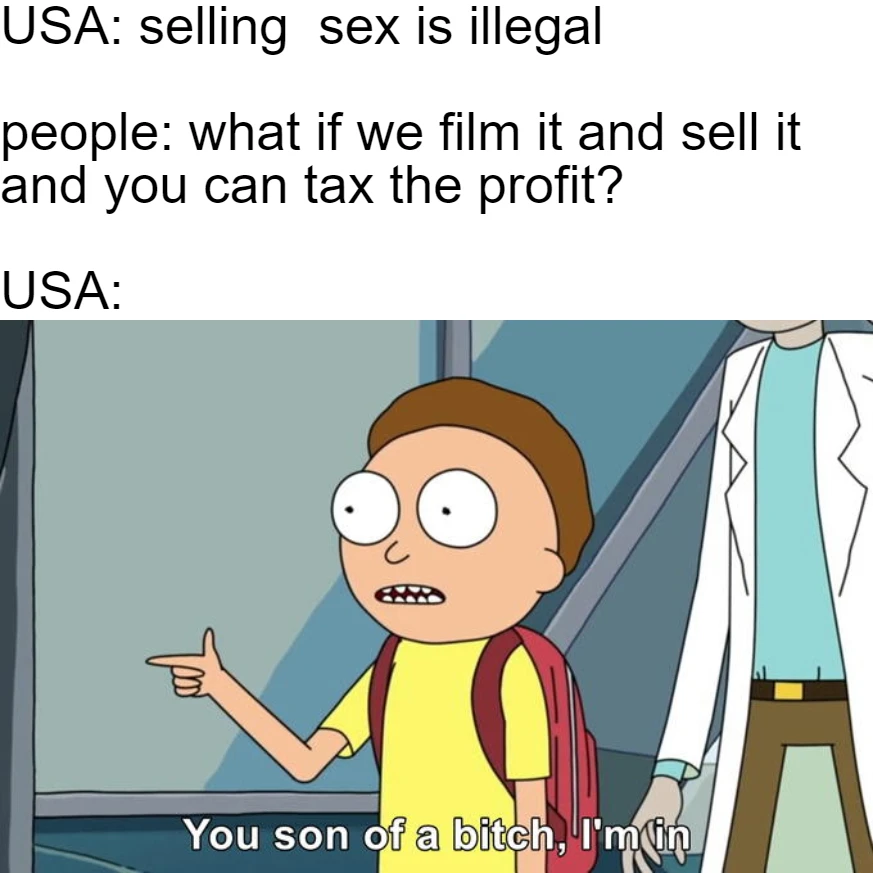 USA: selling  sex is illegal
people: what if we film it and sell it
and you can tax the profit?
USA:
You son of a bitch, I'm in